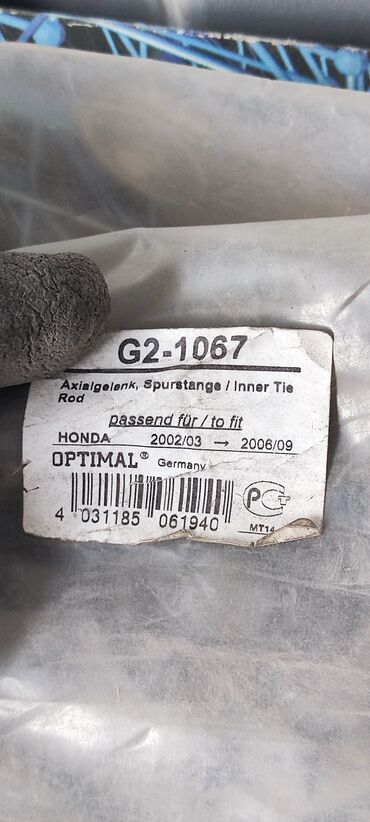 G2-1067
Axialgelenk, Spurstange / Inner Tie
Rod
passend für / to fit
HONDA 2002/03 → 2006/09
OPTIMAL® Germany
4 031185 061940
РСТ
MT14